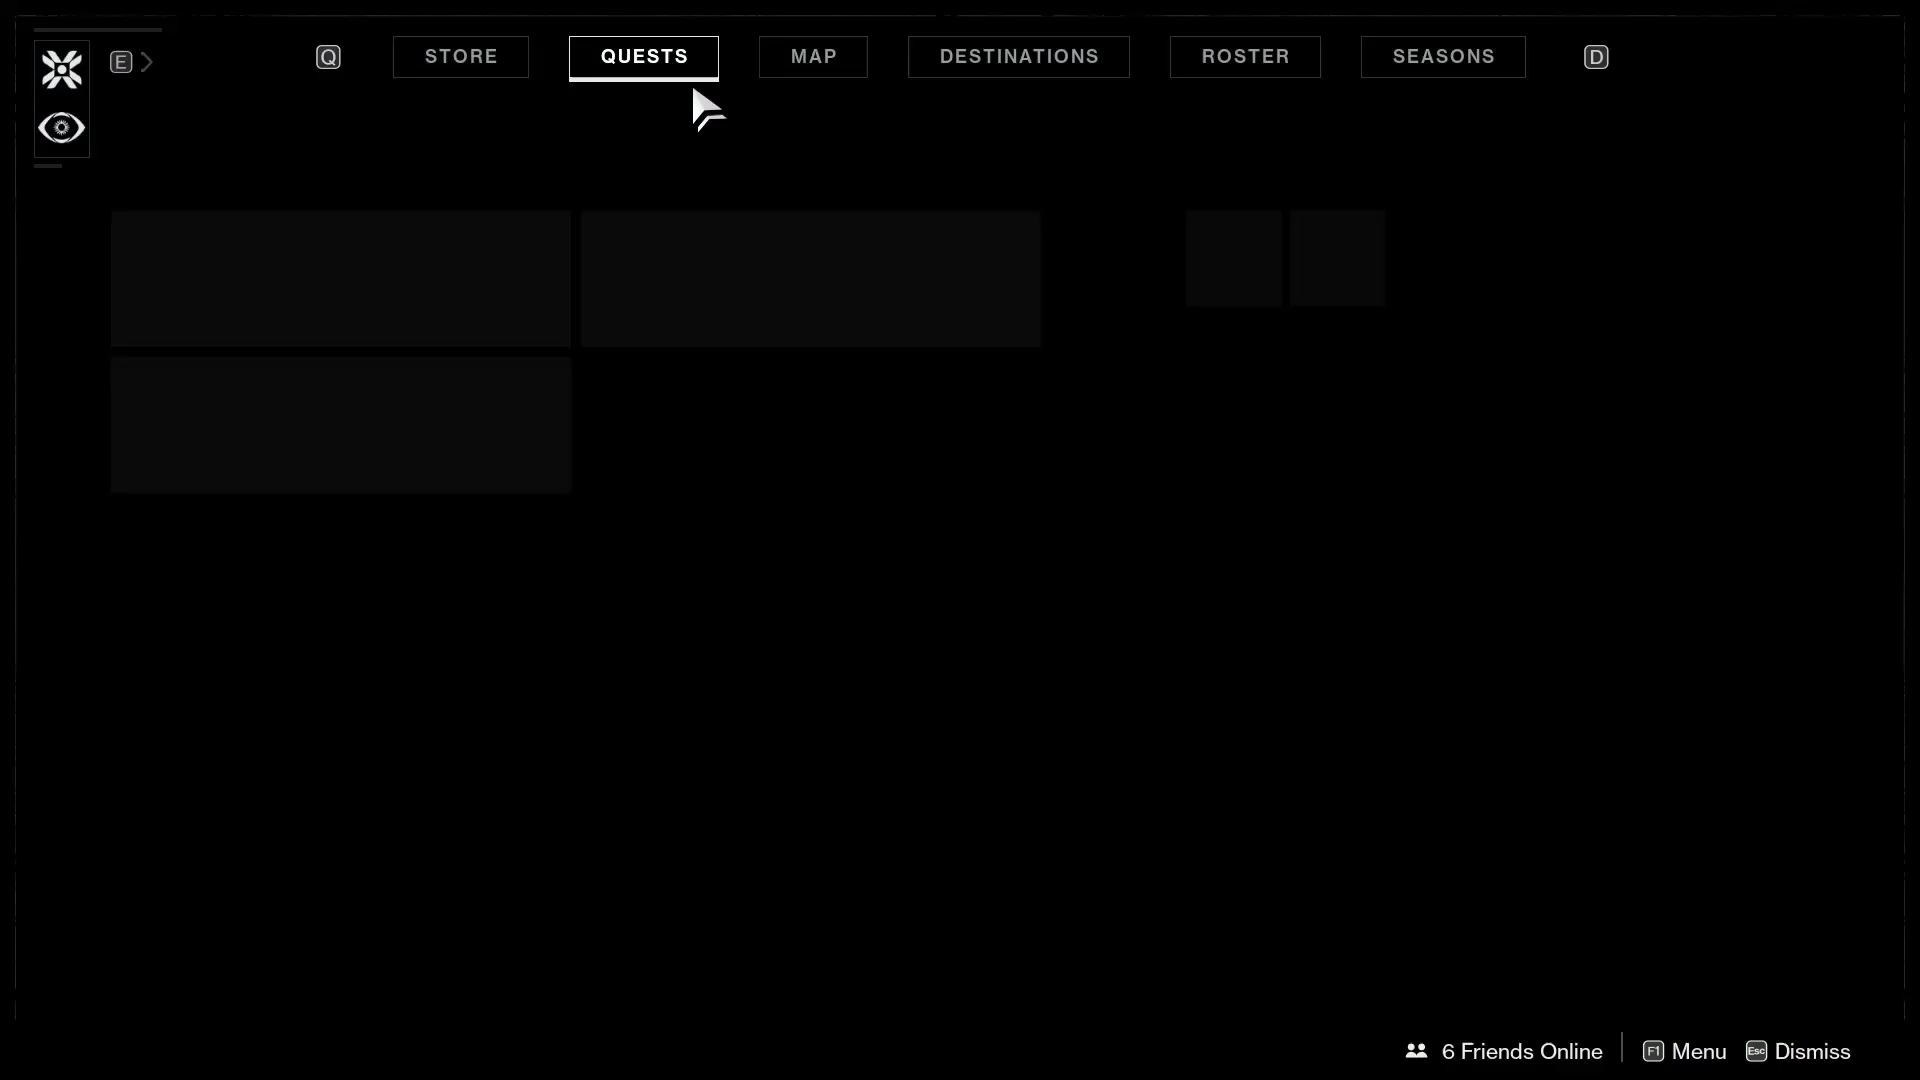 E
Q
STORE
QUESTS
MAP
DESTINATIONS
ROSTER
SEASONS
D
6 Friends Online
F1 Menu
Esc Dismiss